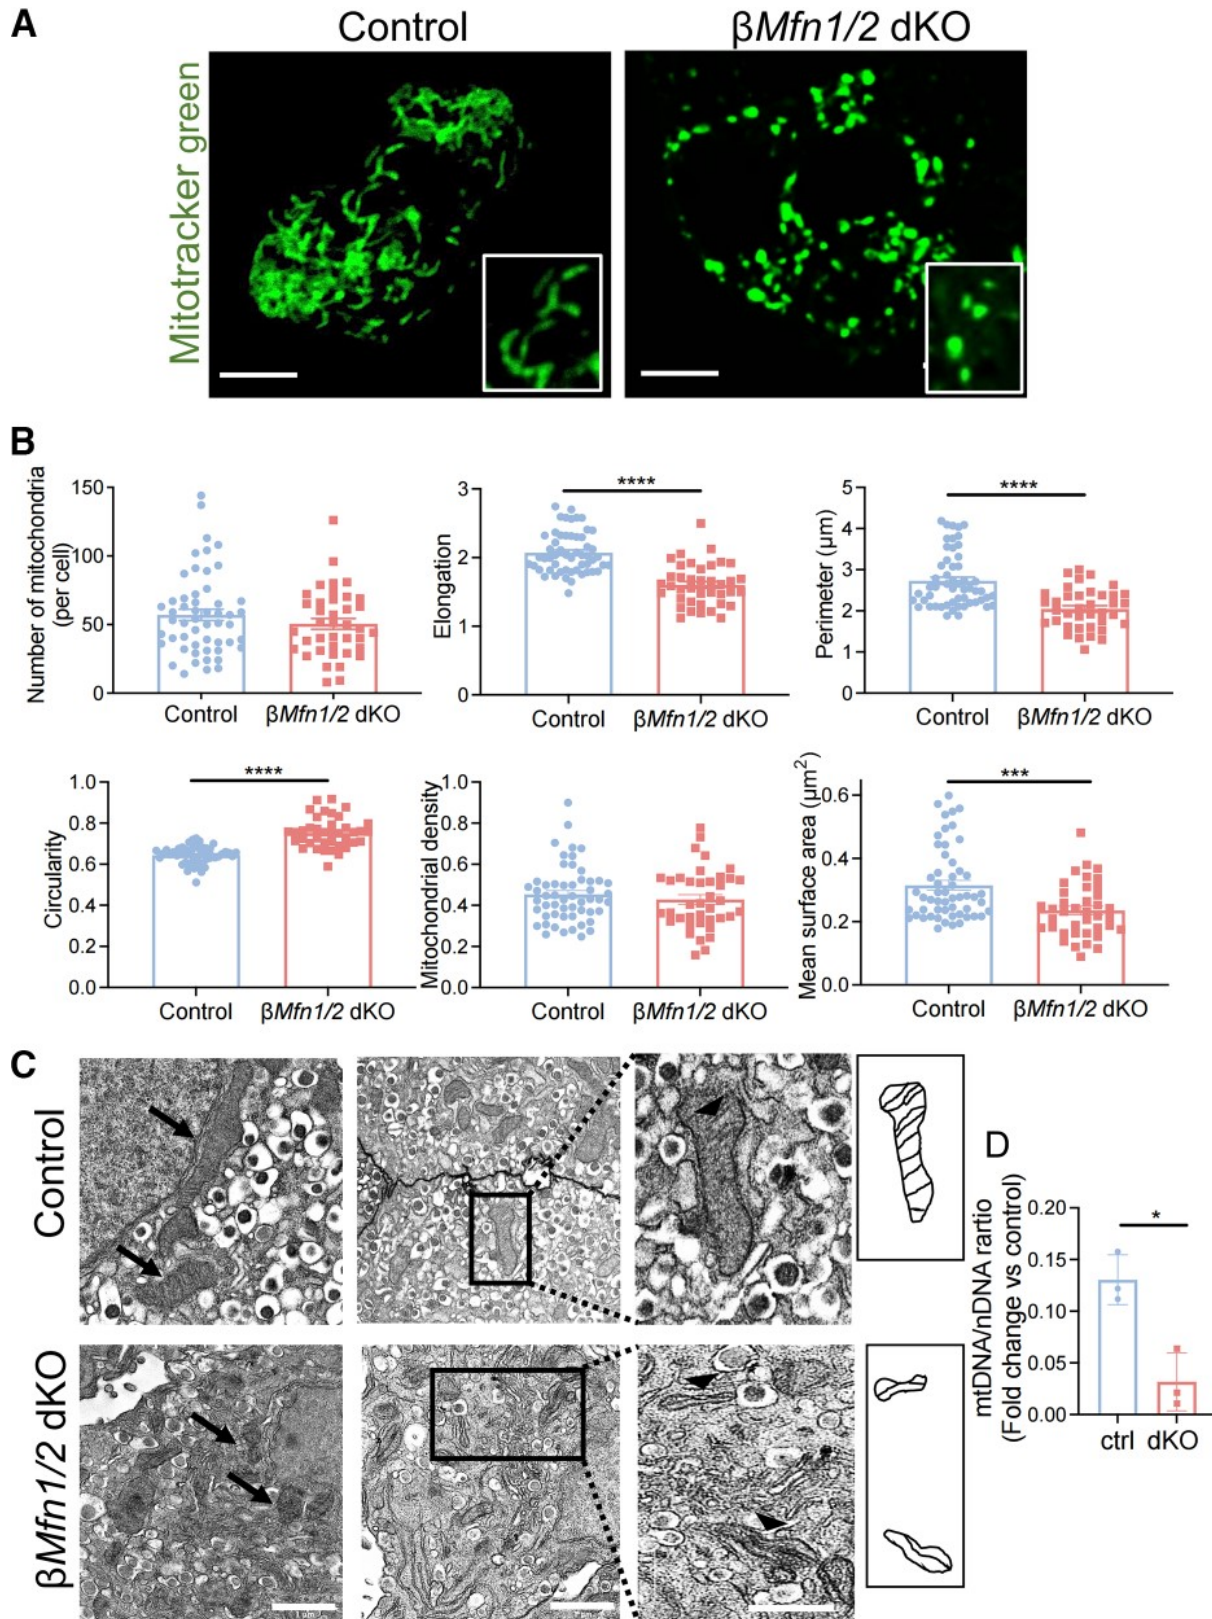 A
Control
βMfn1/2 dKO
Mitotracker green
B
Number of mitochondria
(per cell)
150
100
50
0
Control
βMfn1/2 dKO
Elongation
3
2
1
0
****
Control
βMfn1/2 dKO
Perimeter (µm)
5
4
3
2
1
0
****
Control
βMfn1/2 dKO
Circularity
1.0
0.8
0.6
0.4
0.2
0.0
****
Control
βMfn1/2 dKO
Mitochondrial density
1.0
0.8
0.6
0.4
0.2
0.0
Control
βMfn1/2 dKO
Mean surface area (µm²)
0.6
0.4
0.2
0.0
***
Control
βMfn1/2 dKO
C
Control
βMfn1/2 dKO
D
mtDNA/nDNA rartio
(Fold change vs control)
0.20
0.15
0.10
0.05
0.00
*
ctrl
dKO